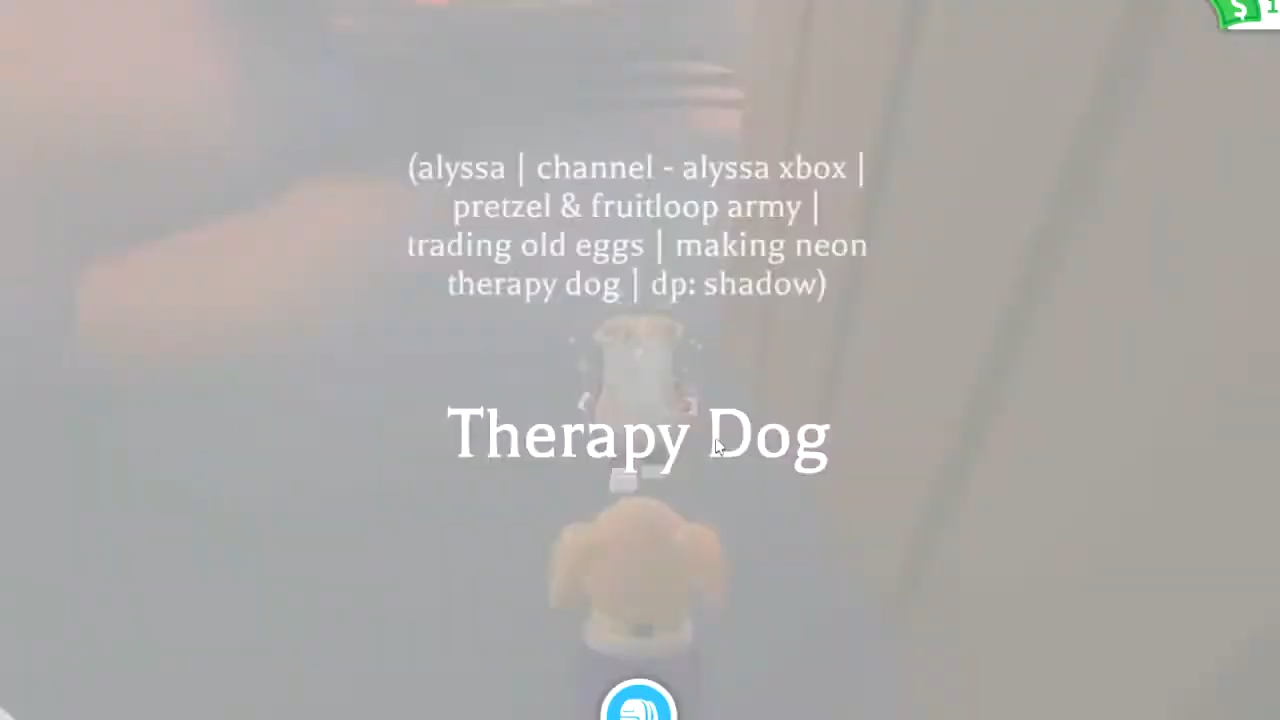 (alyssa | channel - alyssa xbox |
pretzel & fruitloop army |
trading old eggs | making neon
therapy dog | dp: shadow)
Therapy Dog